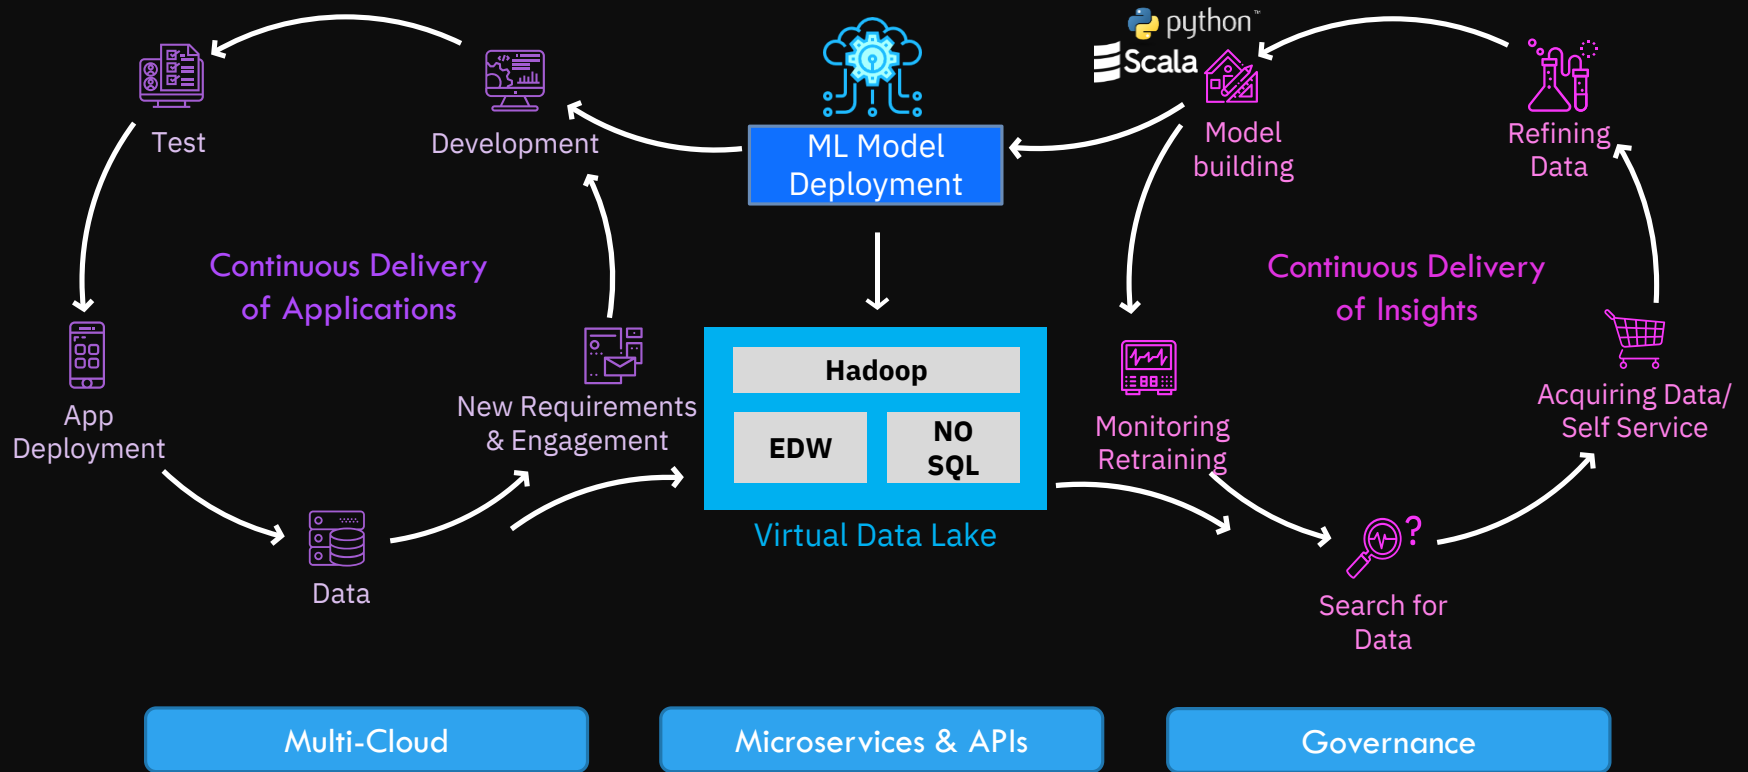 python™
Scala
Test
Development
ML Model
Deployment
Model
building
Refining
Data
Continuous Delivery
of Applications
Continuous Delivery
of Insights
App
Deployment
New Requirements
& Engagement
Hadoop
EDW
NO
SQL
Virtual Data Lake
Monitoring
Retraining
Acquiring Data/
Self Service
Data
?
Search for
Data
Multi-Cloud
Microservices & APIs
Governance